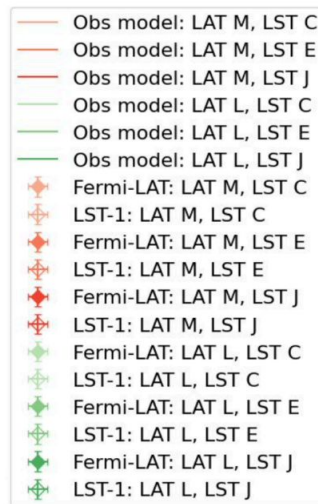 Obs model: LAT M, LST C
Obs model: LAT M, LST E
Obs model: LAT M, LST J
Obs model: LAT L, LST C
Obs model: LAT L, LST E
Obs model: LAT L, LST J
Fermi-LAT: LAT M, LST C
LST-1: LAT M, LST C
Fermi-LAT: LAT M, LST E
LST-1: LAT M, LST E
Fermi-LAT: LAT M, LST J
LST-1: LAT M, LST J
Fermi-LAT: LAT L, LST C
LST-1: LAT L, LST C
Fermi-LAT: LAT L, LST E
LST-1: LAT L, LST E
Fermi-LAT: LAT L, LST J
LST-1: LAT L, LST J